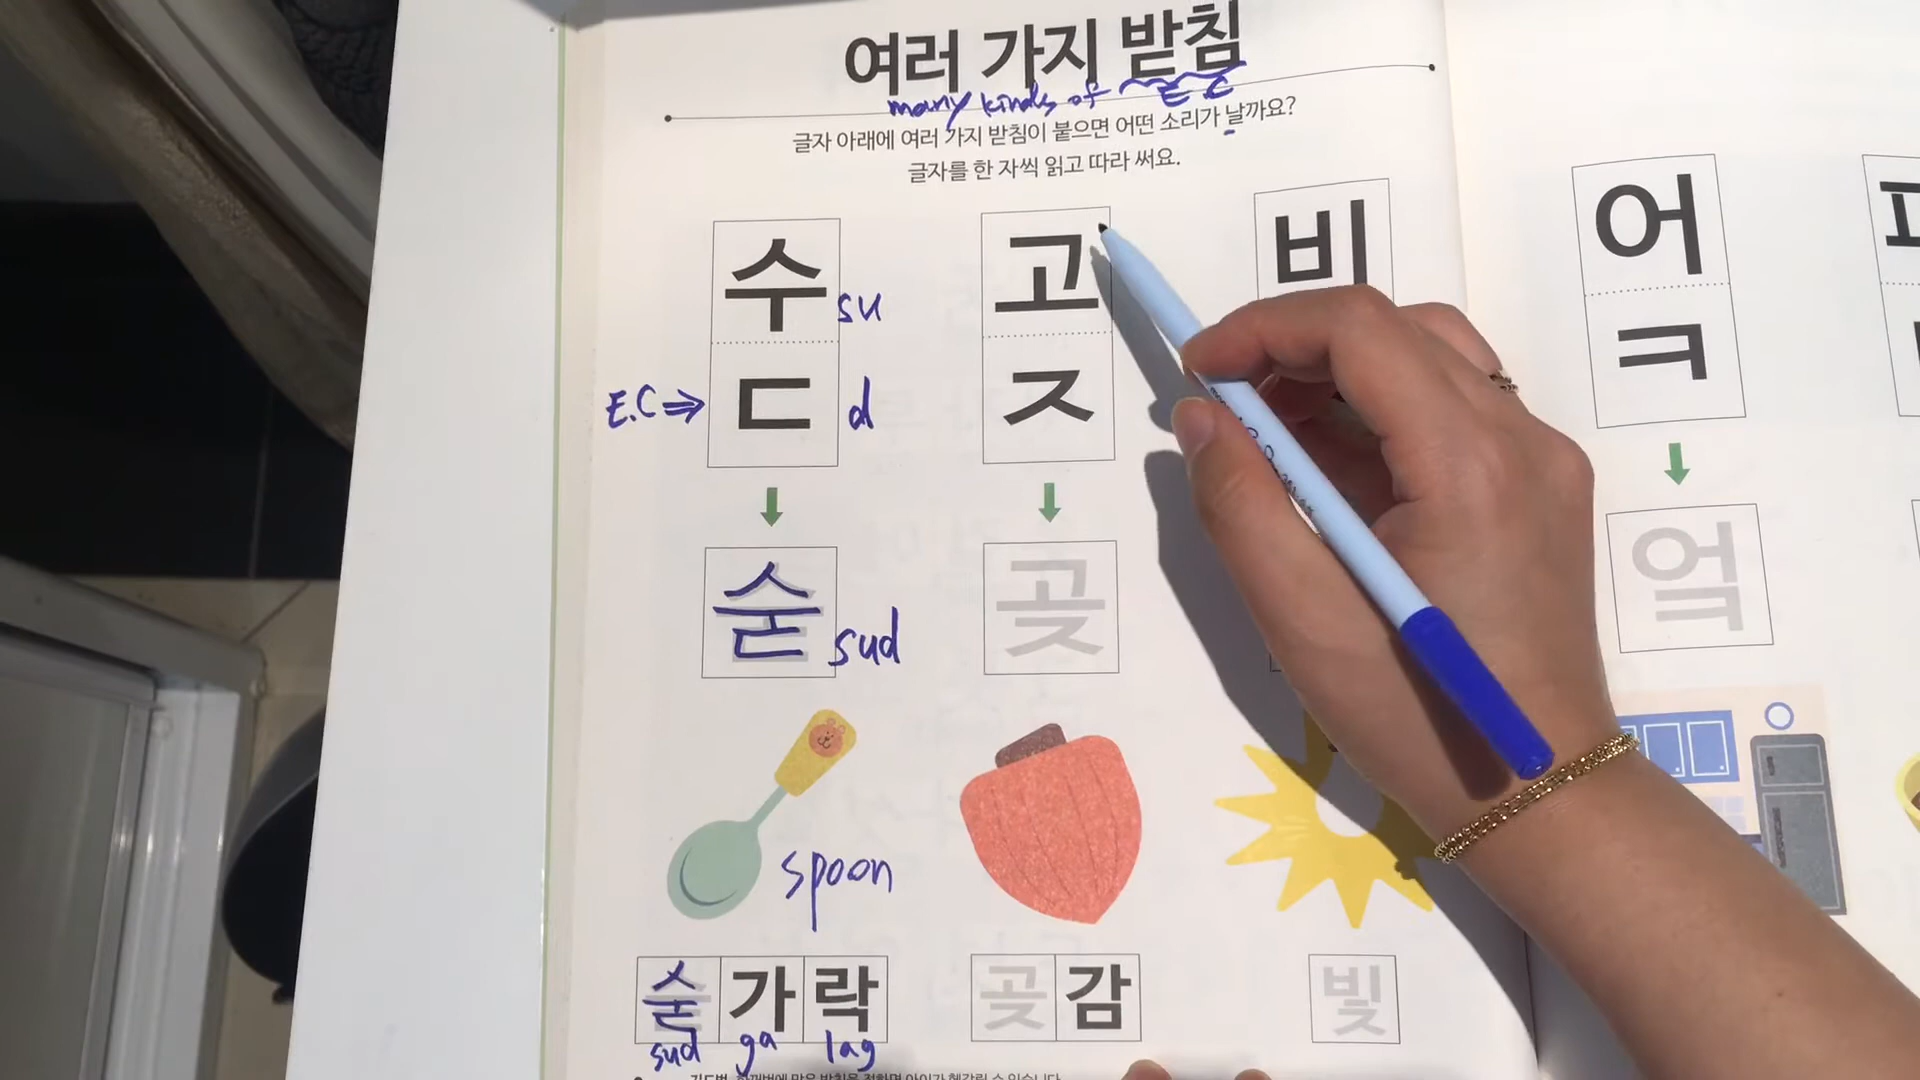 여러 가지 받침
many kinds of E C
글자 아래에 여러 가지 받침이 붙으면 어떤 소리가 날까요?
글자를 한 자씩 읽고 따라 써요.
수 su
고
비
어
E.C ⇒ ㄷ d
ㅈ
ㅋ
숟 sud
곶
엌
spoon
숟가락
곶감
빛
sud ga lag